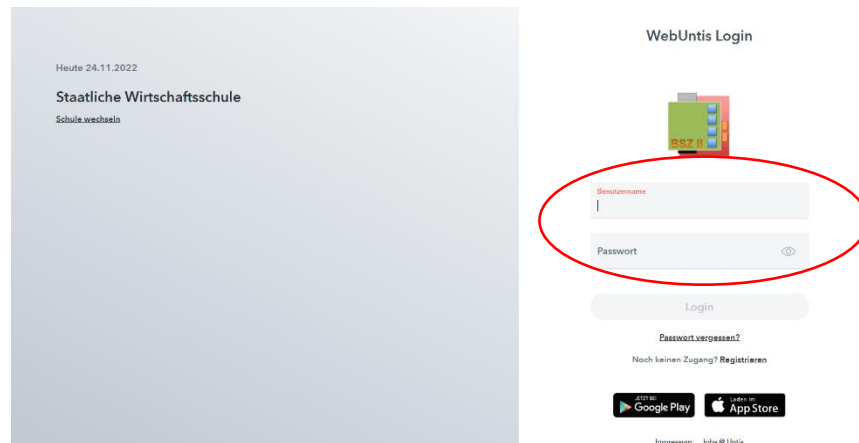 Heute 24.11.2022
Staatliche Wirtschaftsschule
Schule wechseln
WebUntis Login
BSZ II
Benutzername
Passwort
Login
Passwort vergessen?
Noch keinen Zugang? Registrieren
JETZT BEI
Google Play
Laden im
App Store
Impressum Jobs @ Untis